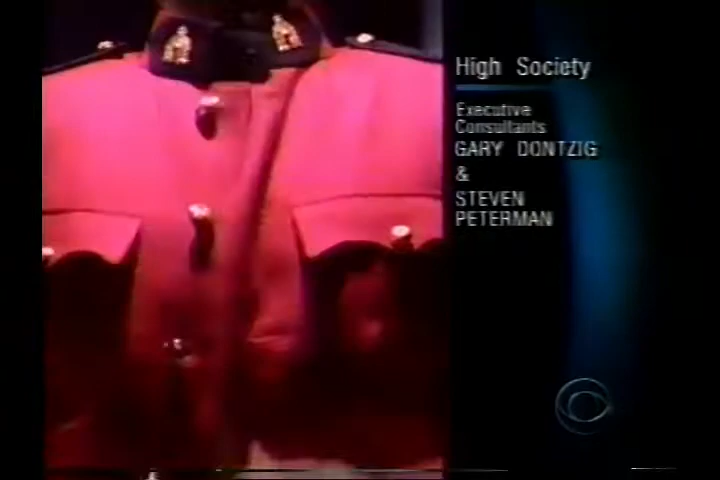 High Society
Executive
Consultants
GARY DONTZIG
&
STEVEN
PETERMAN